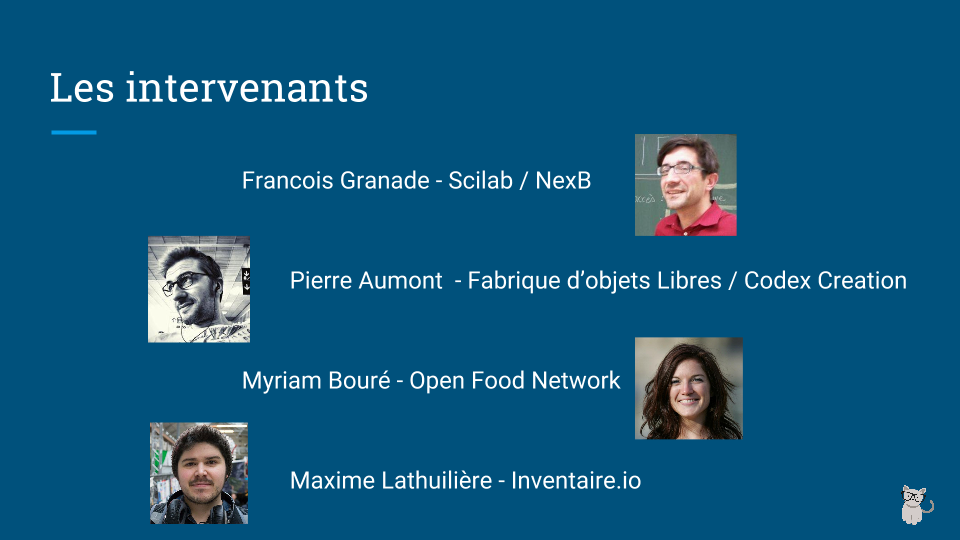 Les intervenants
Francois Granade - Scilab / NexB
Pierre Aumont  - Fabrique d’objets Libres / Codex Creation
Myriam Bouré - Open Food Network
Maxime Lathuilière - Inventaire.io